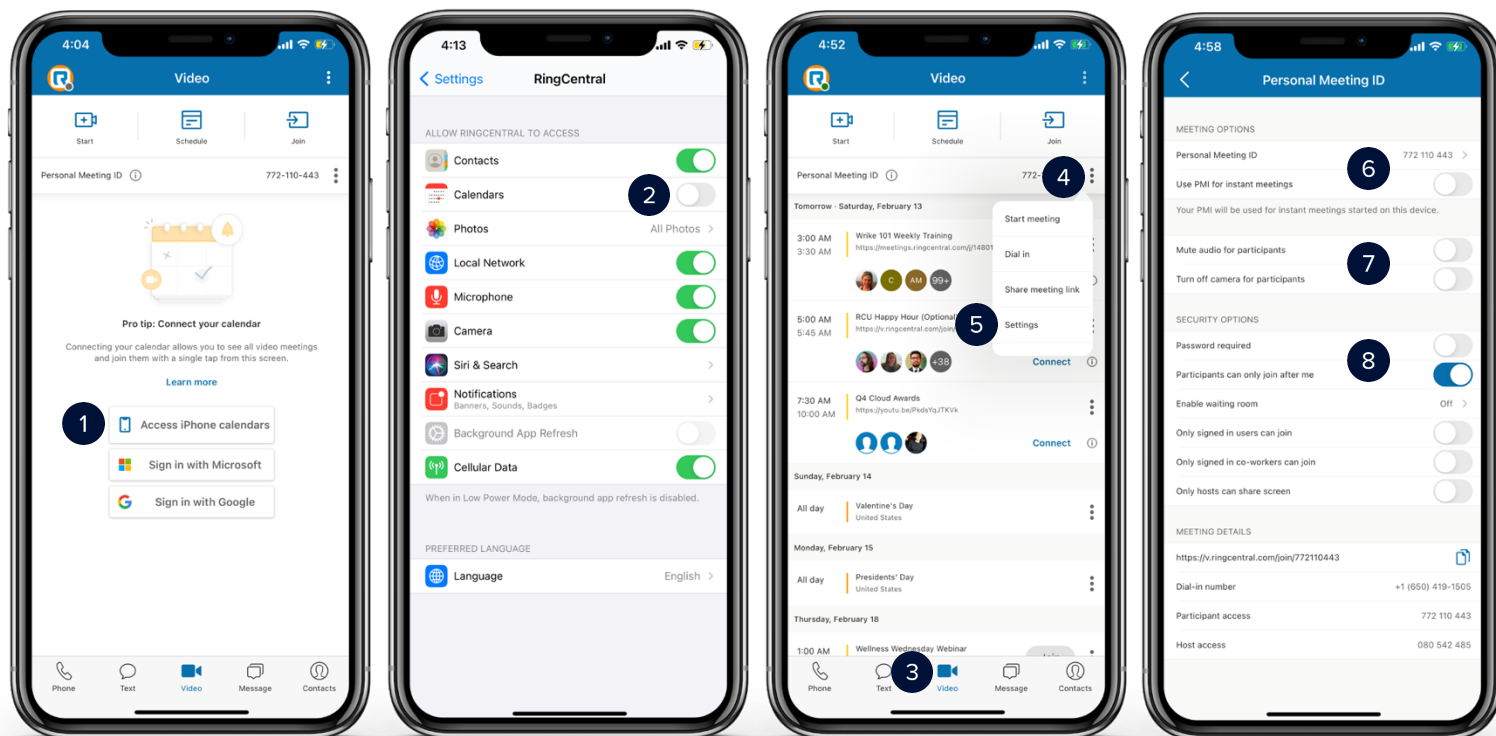 4:04
Video
Start
Schedule
Join
Personal Meeting ID
772-110-443
Pro tip: Connect your calendar
Connecting your calendar allows you to see all video meetings
and join them with a single tap from this screen.
Learn more
1
Access iPhone calendars
Sign in with Microsoft
Sign in with Google
Phone
Text
Video
Message
Contacts
4:13
Settings
RingCentral
ALLOW RINGCENTRAL TO ACCESS
Contacts
Calendars
2
Photos
All Photos
Local Network
Microphone
Camera
Siri & Search
Notifications
Banners, Sounds, Badges
Background App Refresh
Cellular Data
When in Low Power Mode, background app refresh is disabled.
PREFERRED LANGUAGE
Language
English
4:52
Video
Start
Schedule
Join
Personal Meeting ID
772-
4
Tomorrow · Saturday, February 13
3:00 AM
3:30 AM
Wrike 101 Weekly Training
https://meetings.ringcentral.com/j/14801
C
AM
99+
Start meeting
Dial in
Share meeting link
5
Settings
5:00 AM
5:45 AM
RCU Happy Hour (Optional)
https://v.ringcentral.com/join/
+38
Connect
7:30 AM
10:00 AM
Q4 Cloud Awards
https://youtu.be/PkdsYqJTKVk
Connect
Sunday, February 14
All day
Valentine's Day
United States
Monday, February 15
All day
Presidents' Day
United States
Thursday, February 18
1:00 AM
Wellness Wednesday Webinar
Phone
Text
3
Video
Message
Contacts
4:58
Personal Meeting ID
MEETING OPTIONS
Personal Meeting ID
772 110 443
6
Use PMI for instant meetings
Your PMI will be used for instant meetings started on this device.
Mute audio for participants
7
Turn off camera for participants
SECURITY OPTIONS
Password required
8
Participants can only join after me
Enable waiting room
Off
Only signed in users can join
Only signed in co-workers can join
Only hosts can share screen
MEETING DETAILS
https://v.ringcentral.com/join/772110443
Dial-in number
+1 (650) 419-1505
Participant access
772 110 443
Host access
080 542 485